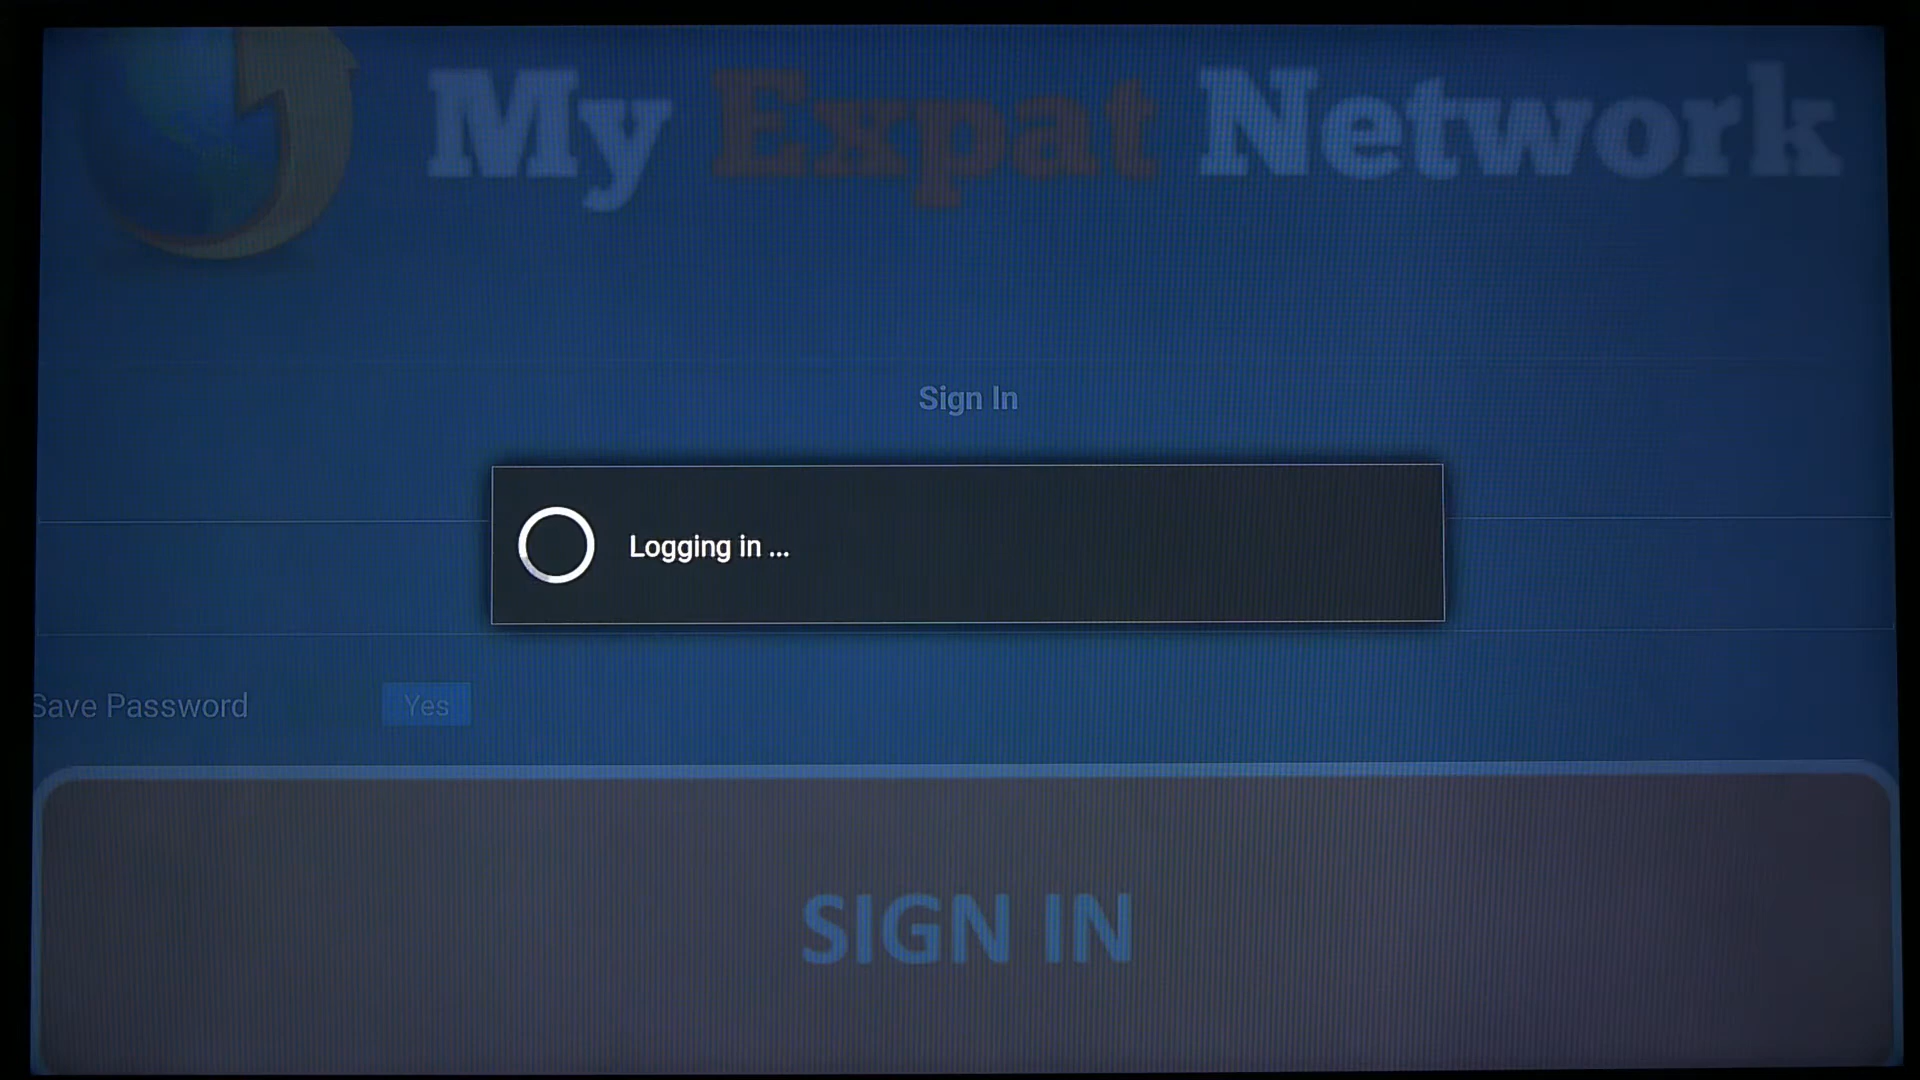 My Expat Network
Sign In
Logging in ...
Save Password
Yes
SIGN IN